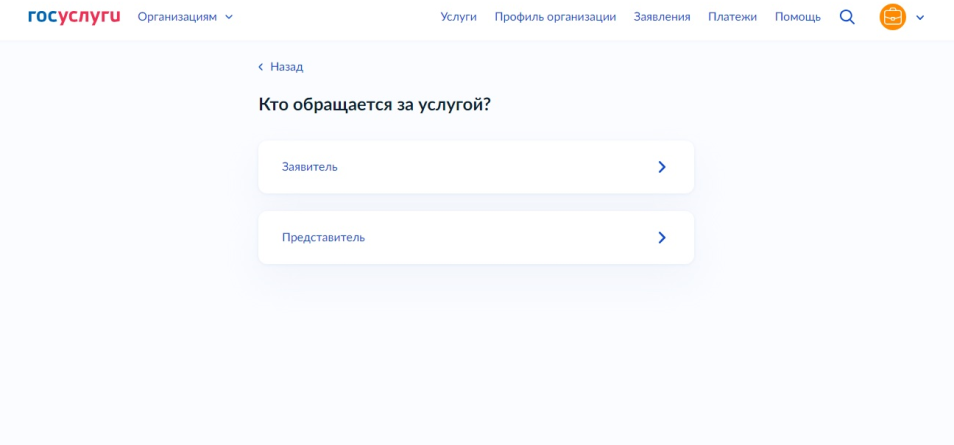 госуслуги Организациям Услуги Профиль организации Заявления Платежи Помощь
Назад
Кто обращается за услугой?
Заявитель
Представитель